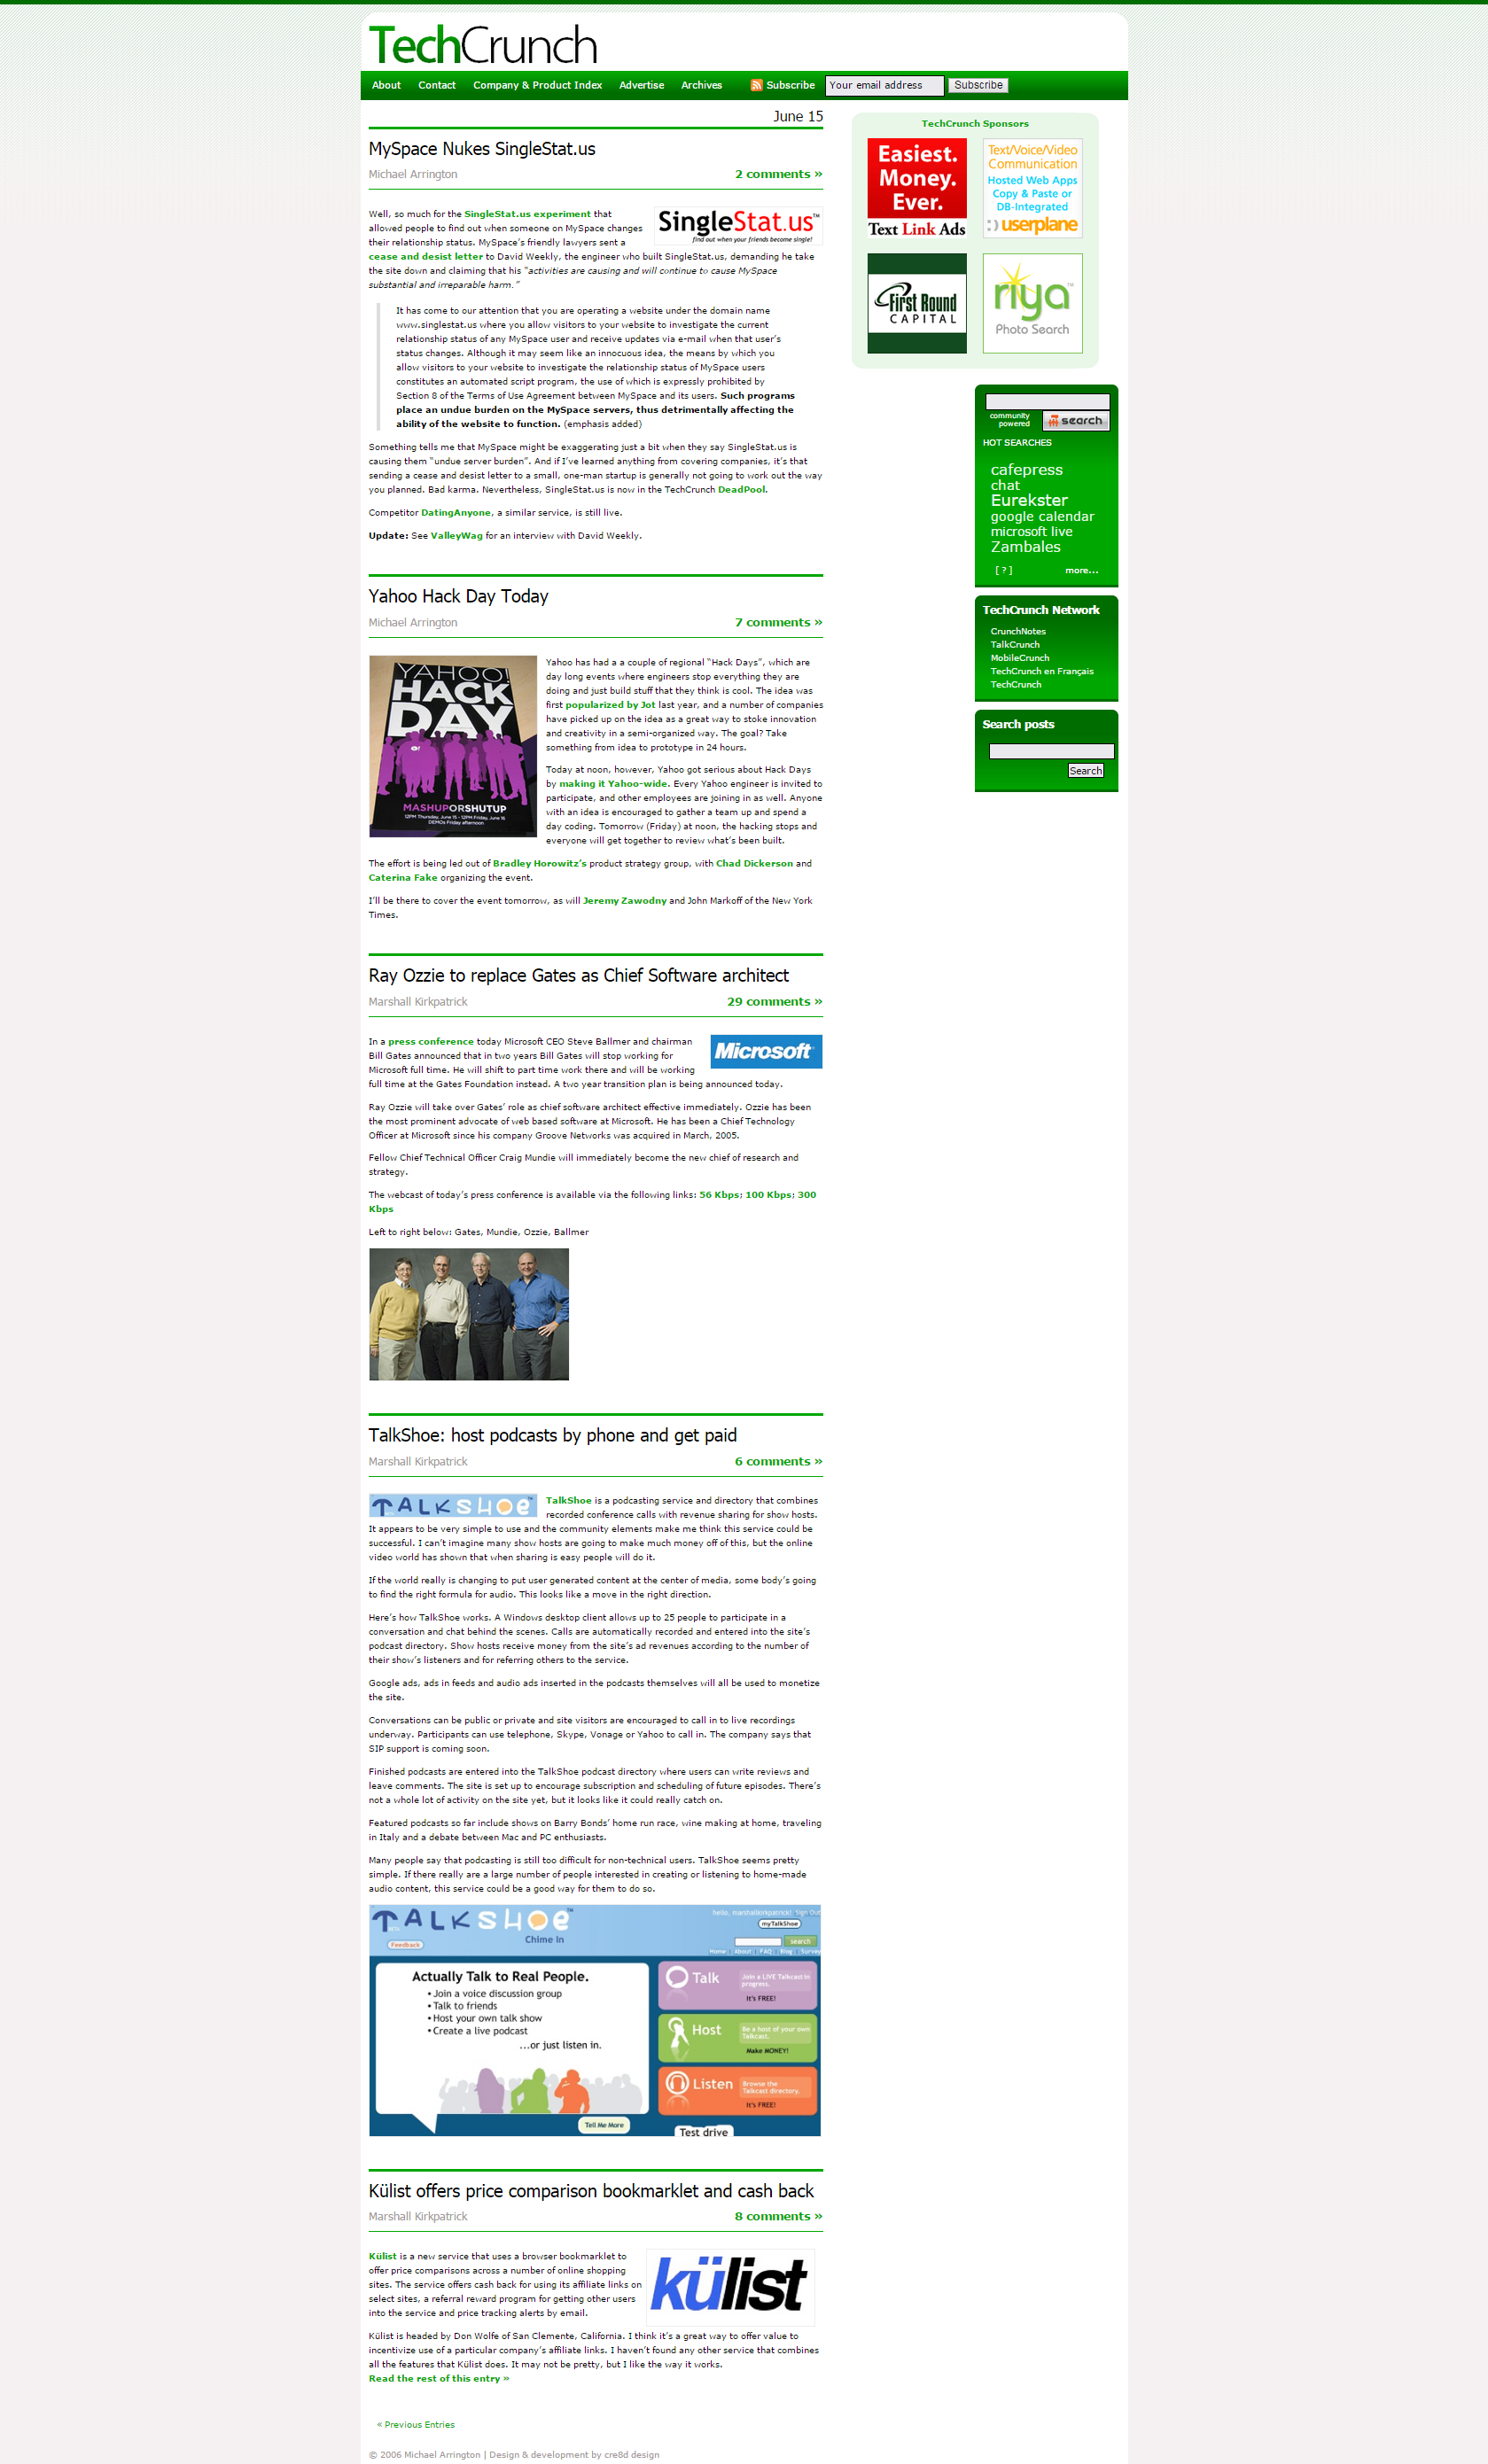 TechCrunch
About Contact Company & Product Index Advertise Archives Subscribe Your email address Subscribe
June 15
MySpace Nukes SingleStat.us
Michael Arrington 2 comments »
Well, so much for the SingleStat.us experiment that
allowed people to find out when someone on MySpace changes
their relationship status. MySpace's friendly lawyers sent a
cease and desist letter to David Weekly, the engineer who built SingleStat.us, demanding he take
the site down and claiming that his "activities are causing and will continue to cause MySpace
substantial and irreparable harm."
SingleStat.us™
find out when your friends become single!
It has come to our attention that you are operating a website under the domain name
www.singlestat.us where you allow visitors to your website to investigate the current
relationship status of any MySpace user and receive updates via e-mail when that user's
status changes. Although it may seem like an innocuous idea, the means by which you
allow visitors to your website to investigate the relationship status of MySpace users
constitutes an automated script program, the use of which is expressly prohibited by
Section 8 of the Terms of Use Agreement between MySpace and its users. Such programs
place an undue burden on the MySpace servers, thus detrimentally affecting the
ability of the website to function. (emphasis added)
Something tells me that MySpace might be exaggerating just a bit when they say SingleStat.us is
causing them "undue server burden". And if I've learned anything from covering companies, it's that
sending a cease and desist letter to a small, one-man startup is generally not going to work out the way
you planned. Bad karma. Nevertheless, SingleStat.us is now in the TechCrunch DeadPool.
Competitor DatingAnyone, a similar service, is still live.
Update: See ValleyWag for an interview with David Weekly.
Yahoo Hack Day Today
Michael Arrington 7 comments »
YAHOO!
HACK
DAY
MASHUPORSHUTUP
12PM Thursday, June 15 - 12PM Friday, June 16
DEMOs Friday afternoon
Yahoo has had a a couple of regional "Hack Days", which are
day long events where engineers stop everything they are
doing and just build stuff that they think is cool. The idea was
first popularized by Jot last year, and a number of companies
have picked up on the idea as a great way to stoke innovation
and creativity in a semi-organized way. The goal? Take
something from idea to prototype in 24 hours.
Today at noon, however, Yahoo got serious about Hack Days
by making it Yahoo-wide. Every Yahoo engineer is invited to
participate, and other employees are joining in as well. Anyone
with an idea is encouraged to gather a team up and spend a
day coding. Tomorrow (Friday) at noon, the hacking stops and
everyone will get together to review what's been built.
The effort is being led out of Bradley Horowitz's product strategy group, with Chad Dickerson and
Caterina Fake organizing the event.
I'll be there to cover the event tomorrow, as will Jeremy Zawodny and John Markoff of the New York
Times.
Ray Ozzie to replace Gates as Chief Software architect
Marshall Kirkpatrick 29 comments »
In a press conference today Microsoft CEO Steve Ballmer and chairman
Bill Gates announced that in two years Bill Gates will stop working for
Microsoft full time. He will shift to part time work there and will be working
full time at the Gates Foundation instead. A two year transition plan is being announced today.
Microsoft
Ray Ozzie will take over Gates' role as chief software architect effective immediately. Ozzie has been
the most prominent advocate of web based software at Microsoft. He has been a Chief Technology
Officer at Microsoft since his company Groove Networks was acquired in March, 2005.
Fellow Chief Technical Officer Craig Mundie will immediately become the new chief of research and
strategy.
The webcast of today's press conference is available via the following links: 56 Kbps; 100 Kbps; 300
Kbps
Left to right below: Gates, Mundie, Ozzie, Ballmer
TalkShoe: host podcasts by phone and get paid
Marshall Kirkpatrick 6 comments »
TALKSHOE™
TalkShoe is a podcasting service and directory that combines
recorded conference calls with revenue sharing for show hosts.
It appears to be very simple to use and the community elements make me think this service could be
successful. I can't imagine many show hosts are going to make much money off of this, but the online
video world has shown that when sharing is easy people will do it.
If the world really is changing to put user generated content at the center of media, some body's going
to find the right formula for audio. This looks like a move in the right direction.
Here's how TalkShoe works. A Windows desktop client allows up to 25 people to participate in a
conversation and chat behind the scenes. Calls are automatically recorded and entered into the site's
podcast directory. Show hosts receive money from the site's ad revenues according to the number of
their show's listeners and for referring others to the service.
Google ads, ads in feeds and audio ads inserted in the podcasts themselves will all be used to monetize
the site.
Conversations can be public or private and site visitors are encouraged to call in to live recordings
underway. Participants can use telephone, Skype, Vonage or Yahoo to call in. The company says that
SIP support is coming soon.
Finished podcasts are entered into the TalkShoe podcast directory where users can write reviews and
leave comments. The site is set up to encourage subscription and scheduling of future episodes. There's
not a whole lot of activity on the site yet, but it looks like it could really catch on.
Featured podcasts so far include shows on Barry Bonds' home run race, wine making at home, traveling
in Italy and a debate between Mac and PC enthusiasts.
Many people say that podcasting is still too difficult for non-technical users. TalkShoe seems pretty
simple. If there really are a large number of people interested in creating or listening to home-made
audio content, this service could be a good way for them to do so.
TALKSHOE™
BETA
Chime In
Feedback
hello, marshallkirkpatrick! Sign Out
myTalkShoe
search
Home | About | FAQ | Blog | Survey
Actually Talk to Real People.
• Join a voice discussion group
• Talk to friends
• Host your own talk show
• Create a live podcast
...or just listen in.
Tell Me More
Talk
Join a LIVE Talkcast in
progress.
It's FREE!
Host
Be a host of your own
Talkcast.
Make MONEY!
Listen
Browse the
Talkcast directory.
It's FREE!
Test drive
Külist offers price comparison bookmarklet and cash back
Marshall Kirkpatrick 8 comments »
Külist is a new service that uses a browser bookmarklet to
offer price comparisons across a number of online shopping
sites. The service offers cash back for using its affiliate links on
select sites, a referral reward program for getting other users
into the service and price tracking alerts by email.
külist
Külist is headed by Don Wolfe of San Clemente, California. I think it's a great way to offer value to
incentivize use of a particular company's affiliate links. I haven't found any other service that combines
all the features that Külist does. It may not be pretty, but I like the way it works.
Read the rest of this entry »
« Previous Entries
© 2006 Michael Arrington | Design & development by cre8d design
TechCrunch Sponsors
Easiest.
Money.
Ever.
Text Link Ads
Text/Voice/Video
Communication
Hosted Web Apps
Copy & Paste or
DB-Integrated
userplane
First Round
CAPITAL
riya™
Photo Search
community
powered
search
HOT SEARCHES
cafepress
chat
Eurekster
google calendar
microsoft live
Zambales
[ ? ] more...
TechCrunch Network
CrunchNotes
TalkCrunch
MobileCrunch
TechCrunch en Français
TechCrunch
Search posts
Search